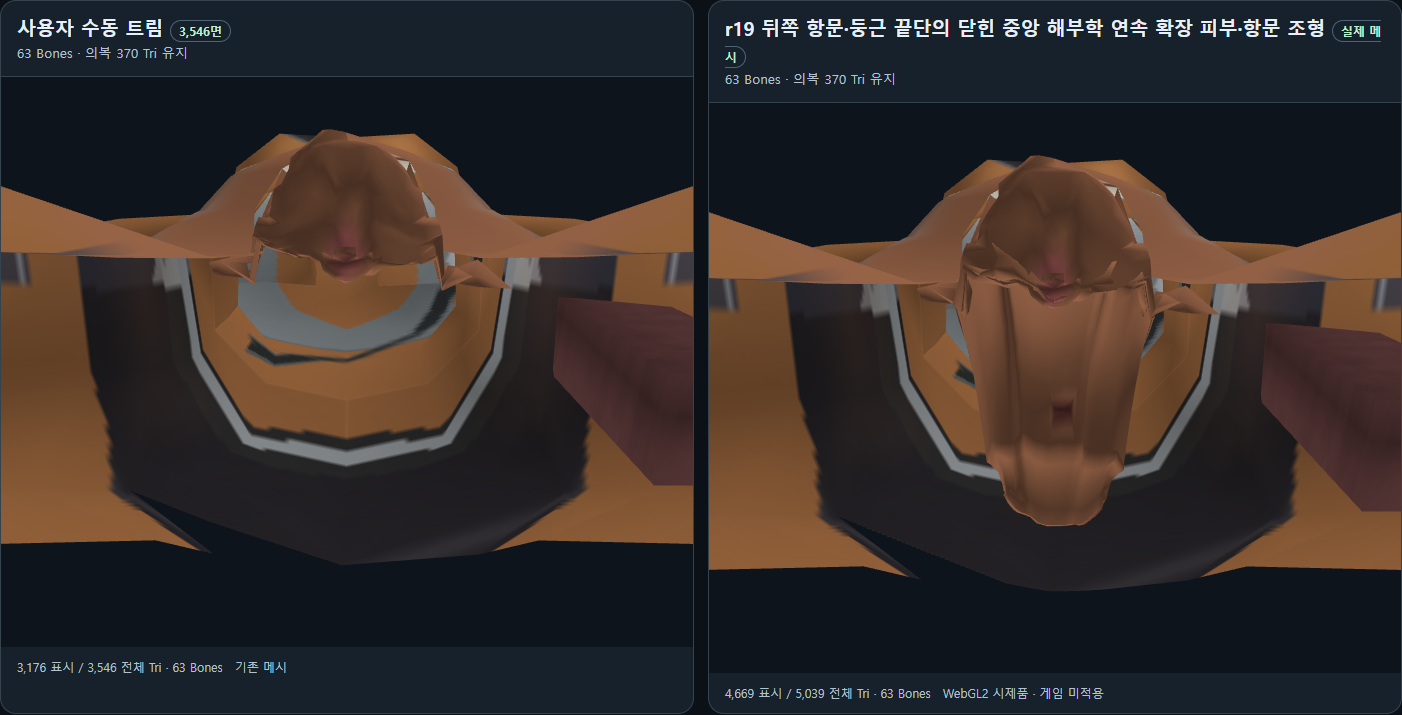 사용자 수동 트림 3,546면
63 Bones · 의복 370 Tri 유지
3,176 표시 / 3,546 전체 Tri · 63 Bones 기존 메시
r19 뒤쪽 항문·둥근 끝단의 닫힌 중앙 해부학 연속 확장 피부·항문 조형 실제 메
시
63 Bones · 의복 370 Tri 유지
4,669 표시 / 5,039 전체 Tri · 63 Bones WebGL2 시제품 · 게임 미적용